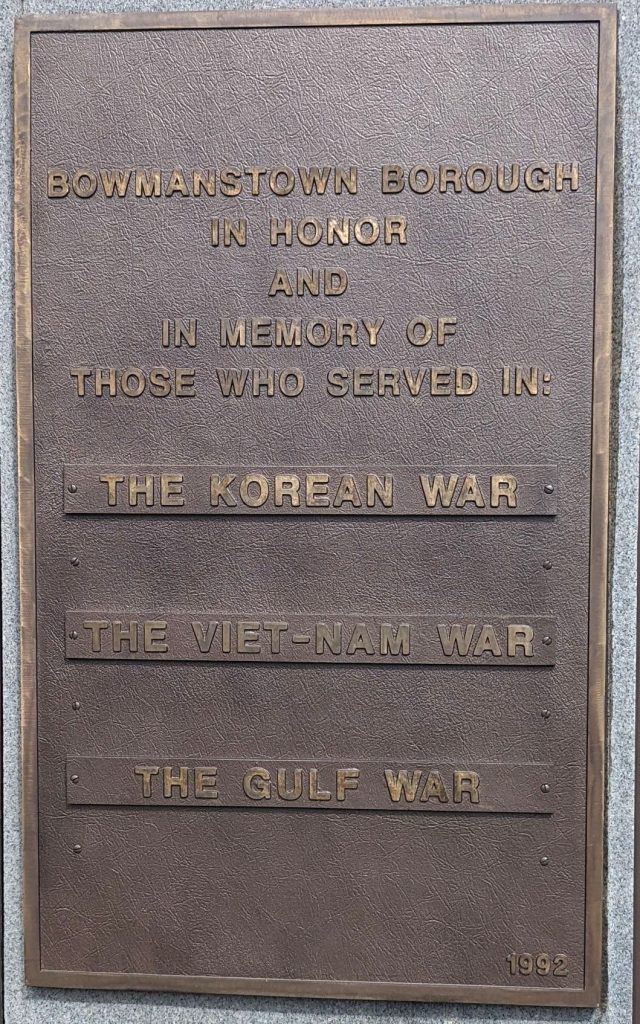 BOWMANSTOWN BOROUGH
IN HONOR
AND
IN MEMORY OF
THOSE WHO SERVED IN:
THE KOREAN WAR
THE VIET-NAM WAR
THE GULF WAR
1992